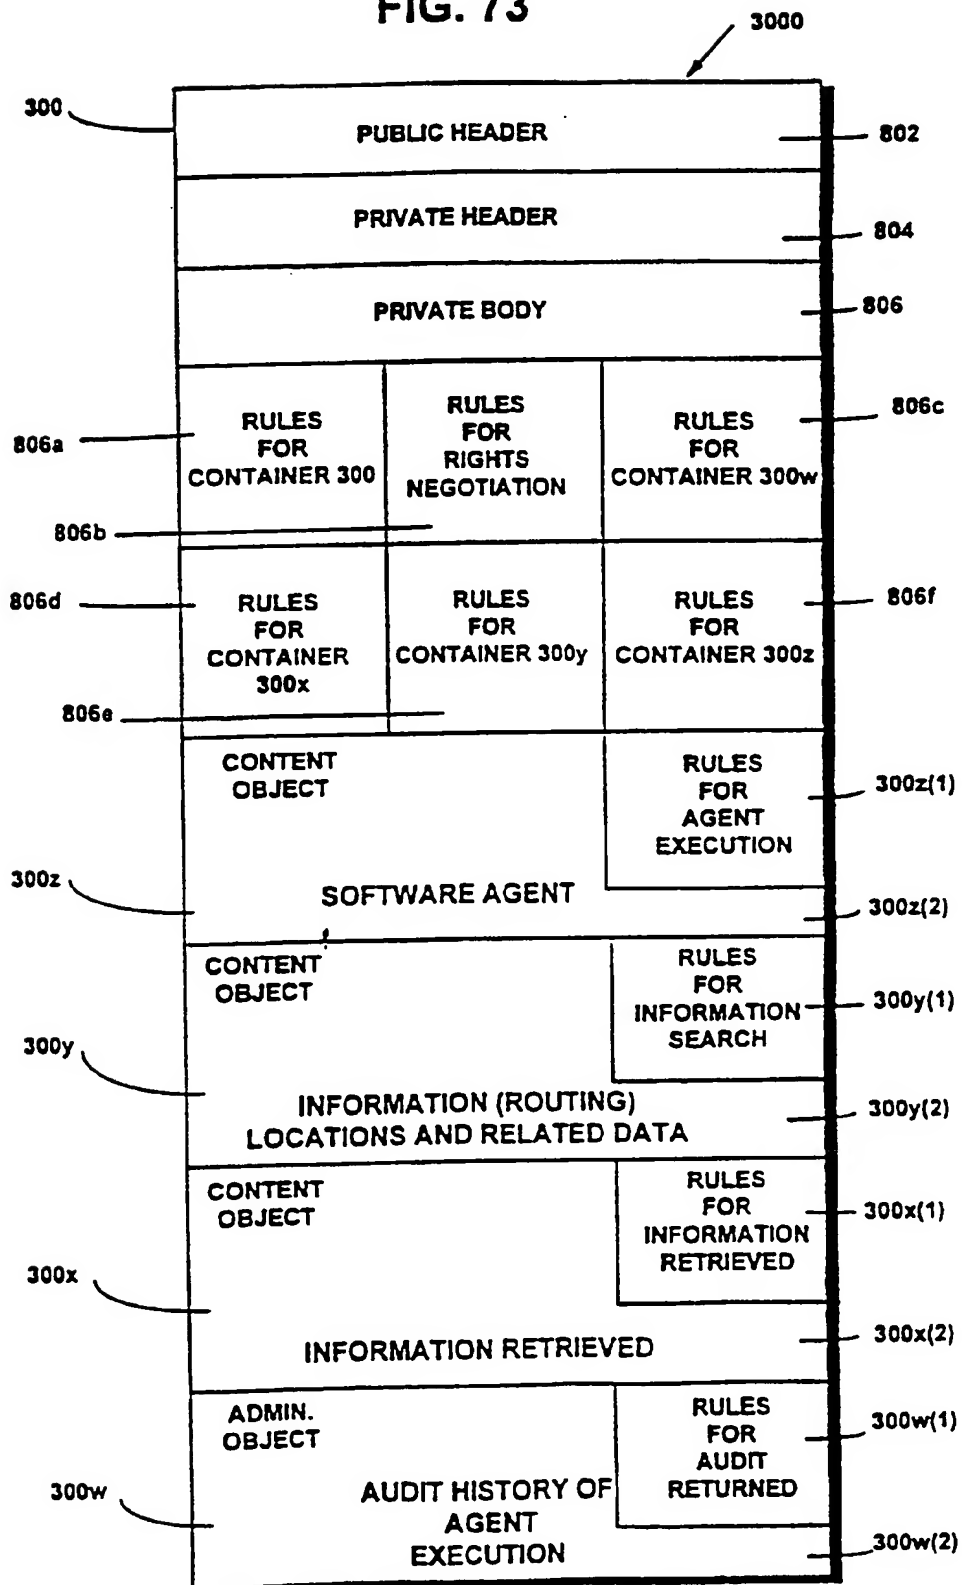 FIG. 73
3000
300
PUBLIC HEADER
802
PRIVATE HEADER
804
PRIVATE BODY
806
806a
RULES
FOR
CONTAINER 300
RULES
FOR
RIGHTS
NEGOTIATION
RULES
FOR
CONTAINER 300w
806c
806b
806d
RULES
FOR
CONTAINER
300x
RULES
FOR
CONTAINER 300y
RULES
FOR
CONTAINER 300z
806f
806e
CONTENT
OBJECT
RULES
FOR
AGENT
EXECUTION
300z(1)
300z
SOFTWARE AGENT
300z(2)
CONTENT
OBJECT
RULES
FOR
INFORMATION
SEARCH
300y(1)
300y
INFORMATION (ROUTING)
LOCATIONS AND RELATED DATA
300y(2)
CONTENT
OBJECT
RULES
FOR
INFORMATION
RETRIEVED
300x(1)
300x
INFORMATION RETRIEVED
300x(2)
ADMIN.
OBJECT
RULES
FOR
AUDIT
RETURNED
300w(1)
300w
AUDIT HISTORY OF
AGENT
EXECUTION
300w(2)